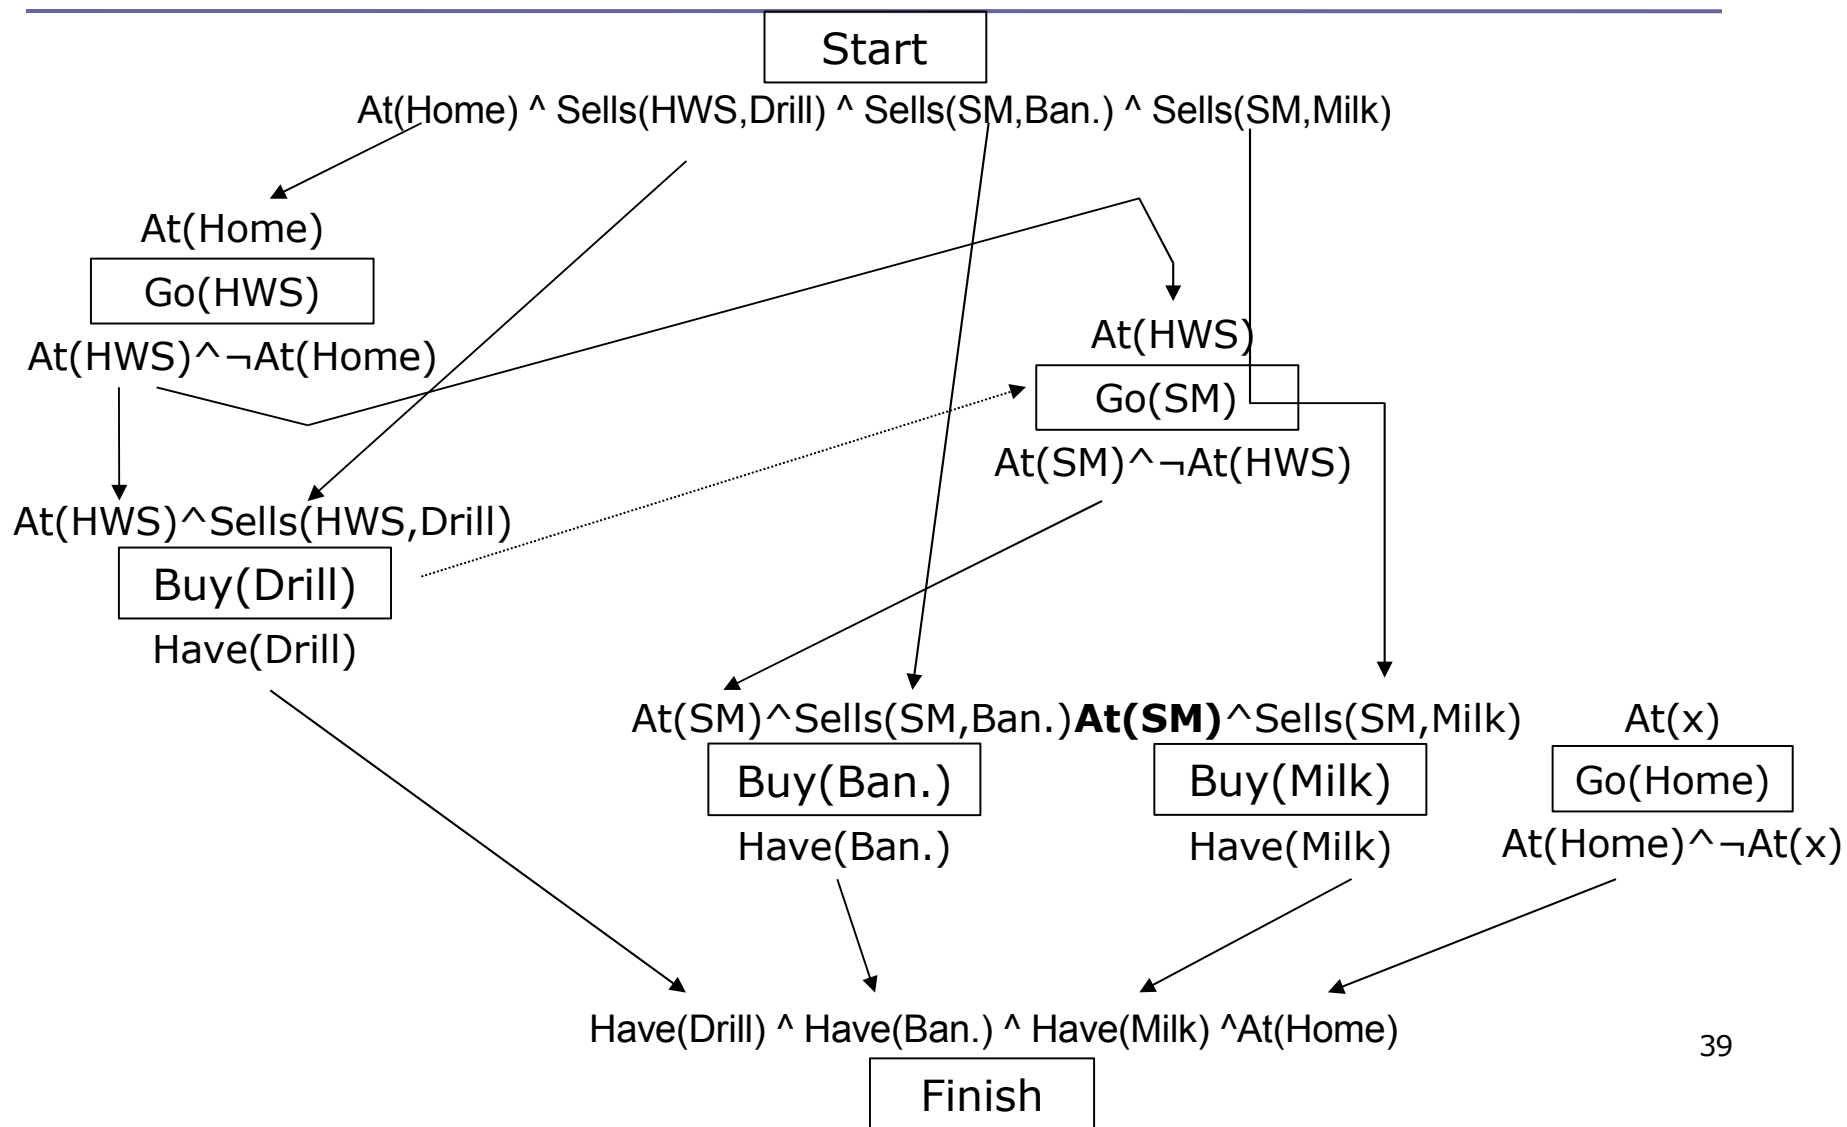 Start
At(Home) ^ Sells(HWS,Drill) ^ Sells(SM,Ban.) ^ Sells(SM,Milk)
At(Home)
Go(HWS)
At(HWS)^¬At(Home)
At(HWS)
Go(SM)
At(SM)^¬At(HWS)
At(HWS)^Sells(HWS,Drill)
Buy(Drill)
Have(Drill)
At(SM)^Sells(SM,Ban.)
Buy(Ban.)
Have(Ban.)
At(SM)^Sells(SM,Milk)
Buy(Milk)
Have(Milk)
At(x)
Go(Home)
At(Home)^¬At(x)
Have(Drill) ^ Have(Ban.) ^ Have(Milk) ^At(Home)
Finish
39